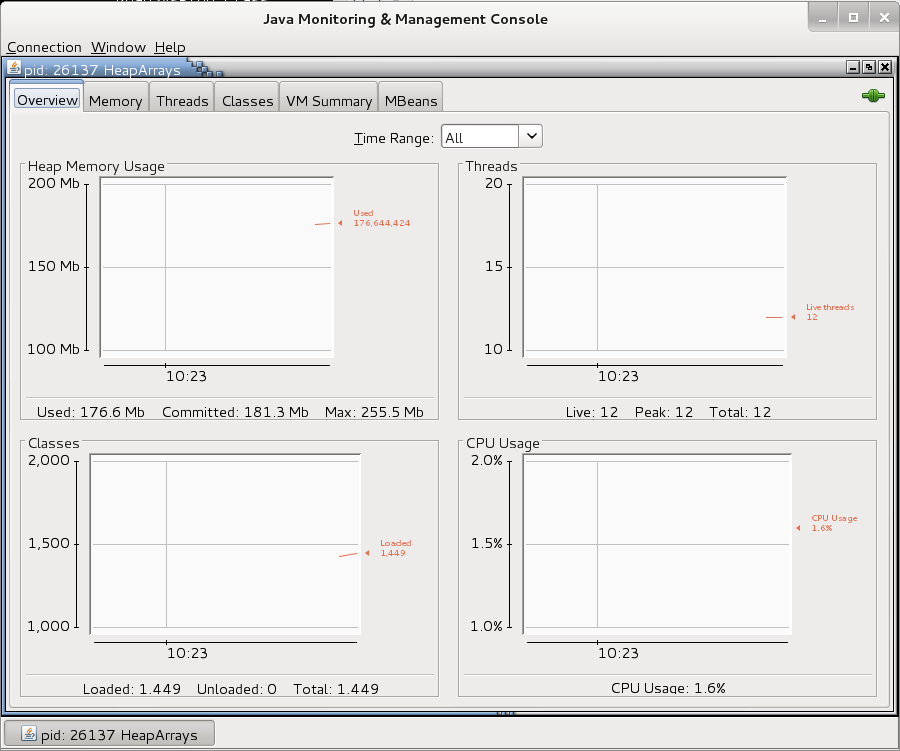 Java Monitoring & Management Console
Connection Window Help
pid: 26137 HeapArrays
Overview Memory Threads Classes VM Summary MBeans
Time Range: All
Heap Memory Usage
200 Mb
150 Mb
100 Mb
Used
176,644,424
10:23
Used: 176.6 Mb Committed: 181.3 Mb Max: 255.5 Mb
Threads
20
15
10
Live threads
12
10:23
Live: 12 Peak: 12 Total: 12
Classes
2,000
1,500
1,000
Loaded
1,449
10:23
Loaded: 1.449 Unloaded: 0 Total: 1.449
CPU Usage
2.0%
1.5%
1.0%
CPU Usage
1.6%
10:23
CPU Usage: 1.6%
pid: 26137 HeapArrays